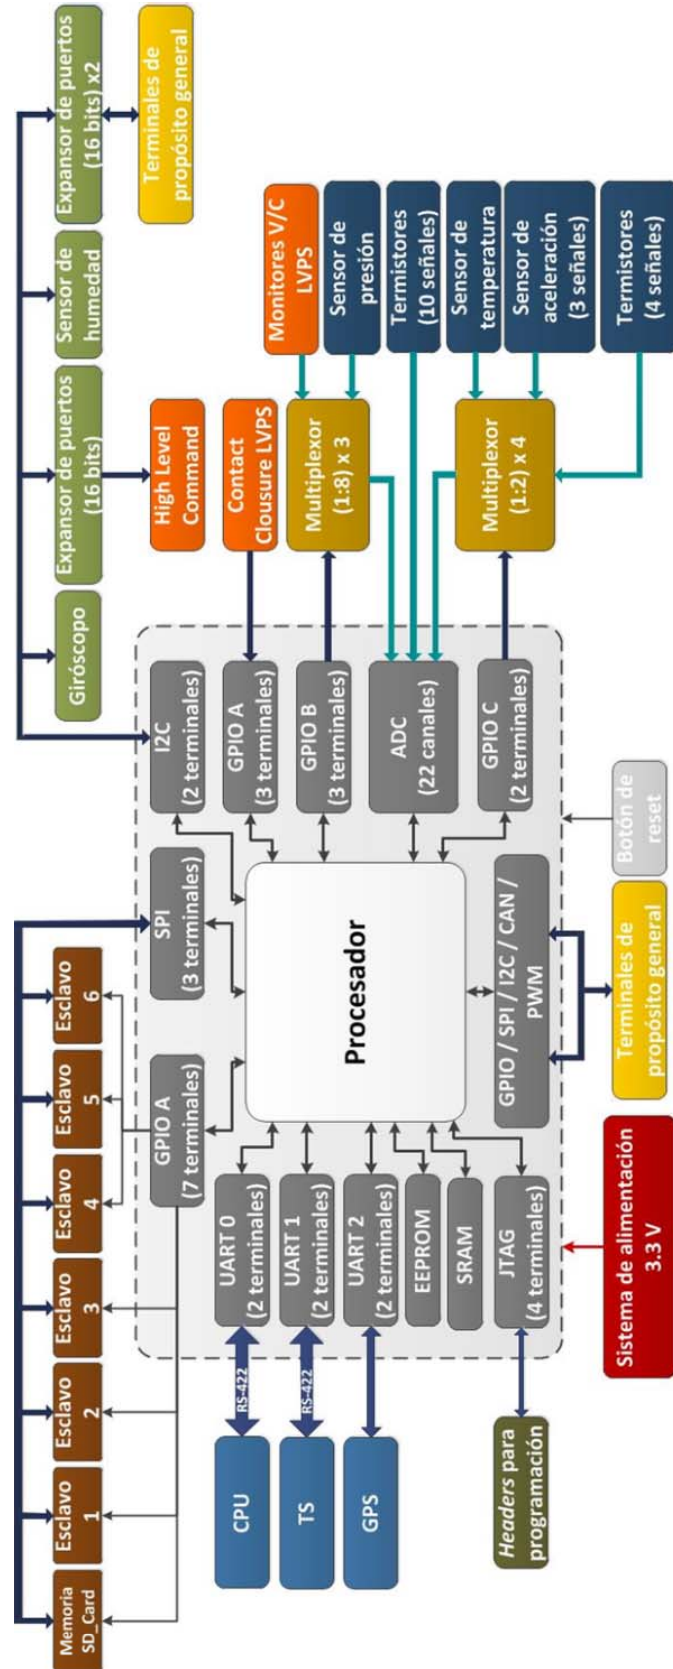 Memoria
SD_Card
Esclavo
1
Esclavo
2
Esclavo
3
Esclavo
4
Esclavo
5
Esclavo
6
Giróscopo
Expansor de puertos
(16 bits)
Sensor de
humedad
Expansor de puertos
(16 bits) x2
Terminales de
propósito general
GPIO A
(7 terminales)
SPI
(3 terminales)
I2C
(2 terminales)
High Level
Command
CPU
RS-422
UART 0
(2 terminales)
GPIO A
(3 terminales)
Contact
Clousure LVPS
TS
RS-422
UART 1
(2 terminales)
Procesador
GPIO B
(3 terminales)
Multiplexor
(1:8) x 3
Monitores V/C
LVPS
Sensor de
presión
GPS
UART 2
(2 terminales)
EEPROM
SRAM
ADC
(22 canales)
Termistores
(10 señales)
Sensor de
temperatura
Headers para
programación
JTAG
(4 terminales)
GPIO / SPI / I2C / CAN /
PWM
GPIO C
(2 terminales)
Multiplexor
(1:2) x 4
Sensor de
aceleración
(3 señales)
Termistores
(4 señales)
Sistema de alimentación
3.3 V
Terminales de
propósito general
Botón de
reset